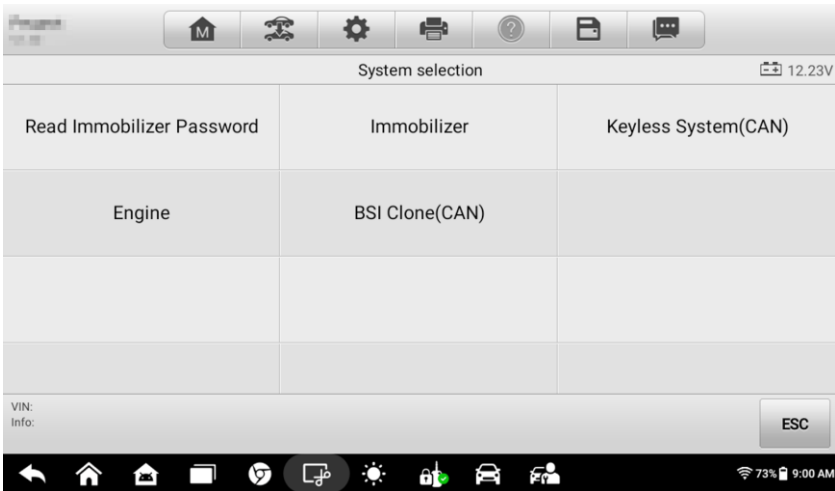 M
System selection
12.23V
Read Immobilizer Password
Immobilizer
Keyless System(CAN)
Engine
BSI Clone(CAN)
VIN:
Info:
ESC
73%
9:00 AM